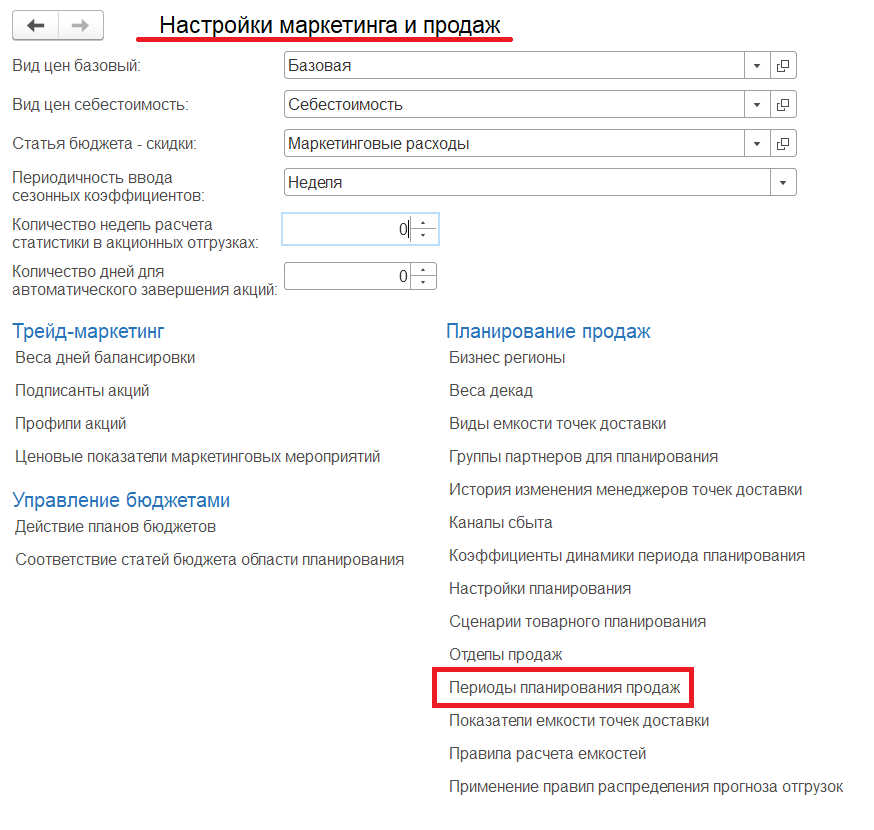 Настройки маркетинга и продаж
Вид цен базовый: Базовая
Вид цен себестоимость: Себестоимость
Статья бюджета - скидки: Маркетинговые расходы
Периодичность ввода
сезонных коэффициентов: Неделя
Количество недель расчета
статистики в акционных отгрузках: 0
Количество дней для
автоматического завершения акций: 0
Трейд-маркетинг
Веса дней балансировки
Подписанты акций
Профили акций
Ценовые показатели маркетинговых мероприятий
Управление бюджетами
Действие планов бюджетов
Соответствие статей бюджета области планирования
Планирование продаж
Бизнес регионы
Веса декад
Виды емкости точек доставки
Группы партнеров для планирования
История изменения менеджеров точек доставки
Каналы сбыта
Коэффициенты динамики периода планирования
Настройки планирования
Сценарии товарного планирования
Отделы продаж
Периоды планирования продаж
Показатели емкости точек доставки
Правила расчета емкостей
Применение правил распределения прогноза отгрузок